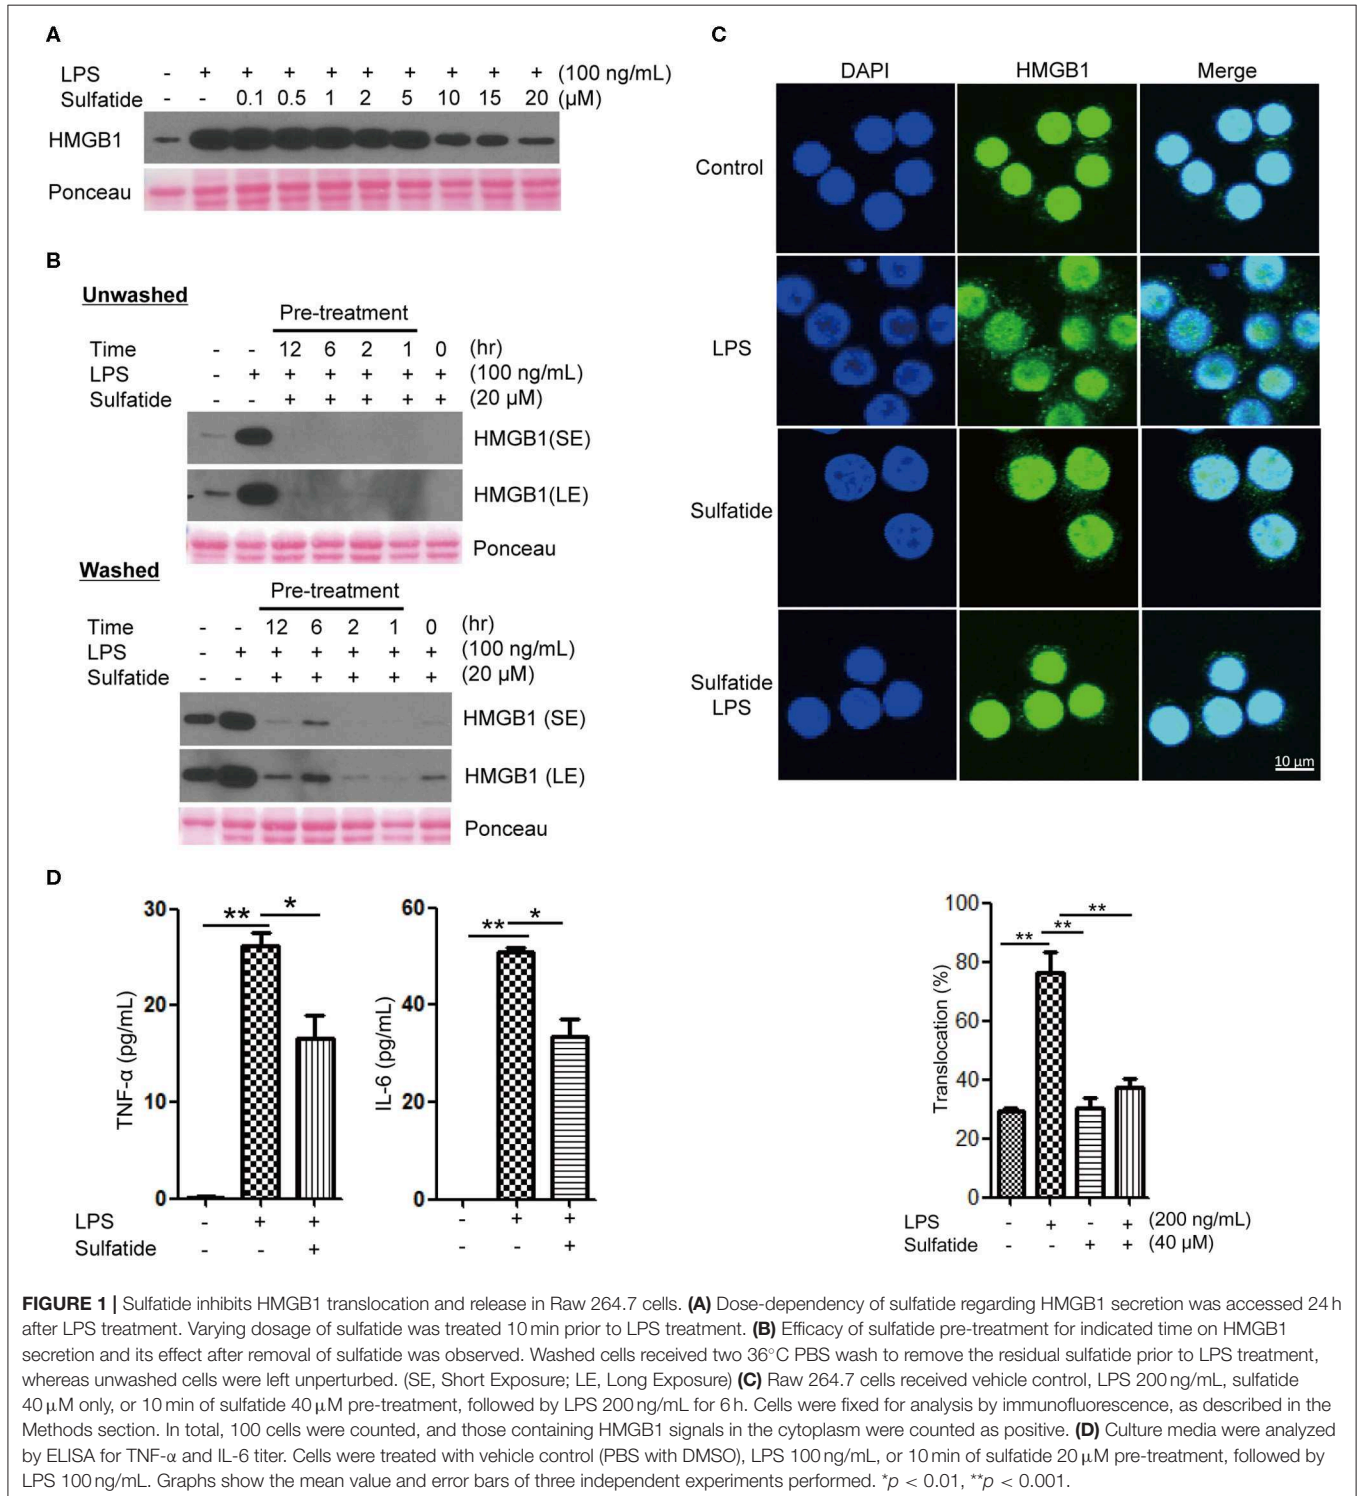 A
LPS - + + + + + + + + + (100 ng/mL)
Sulfatide - - 0.1 0.5 1 2 5 10 15 20 (μM)
HMGB1
Ponceau
B
Unwashed
Pre-treatment
Time - - 12 6 2 1 0 (hr)
LPS - + + + + + + (100 ng/mL)
Sulfatide - - + + + + + (20 μM)
HMGB1(SE)
HMGB1(LE)
Ponceau
Washed
Pre-treatment
Time - - 12 6 2 1 0 (hr)
LPS - + + + + + + (100 ng/mL)
Sulfatide - - + + + + + (20 μM)
HMGB1 (SE)
HMGB1 (LE)
Ponceau
C
DAPI HMGB1 Merge
Control
LPS
Sulfatide
Sulfatide
LPS
10 μm
100
80
60
40
20
0
Translocation (%)
** ** **
LPS - + - + (200 ng/mL)
Sulfatide - - + + (40 μM)
D
30
20
10
0
TNF-α (pg/mL)
** *
60
40
20
0
IL-6 (pg/mL)
** *
LPS - + + - + +
Sulfatide - - + - - +
FIGURE 1 | Sulfatide inhibits HMGB1 translocation and release in Raw 264.7 cells. (A) Dose-dependency of sulfatide regarding HMGB1 secretion was accessed 24 h
after LPS treatment. Varying dosage of sulfatide was treated 10 min prior to LPS treatment. (B) Efficacy of sulfatide pre-treatment for indicated time on HMGB1
secretion and its effect after removal of sulfatide was observed. Washed cells received two 36°C PBS wash to remove the residual sulfatide prior to LPS treatment,
whereas unwashed cells were left unperturbed. (SE, Short Exposure; LE, Long Exposure) (C) Raw 264.7 cells received vehicle control, LPS 200 ng/mL, sulfatide
40 μM only, or 10 min of sulfatide 40 μM pre-treatment, followed by LPS 200 ng/mL for 6 h. Cells were fixed for analysis by immunofluorescence, as described in the
Methods section. In total, 100 cells were counted, and those containing HMGB1 signals in the cytoplasm were counted as positive. (D) Culture media were analyzed
by ELISA for TNF-α and IL-6 titer. Cells were treated with vehicle control (PBS with DMSO), LPS 100 ng/mL, or 10 min of sulfatide 20 μM pre-treatment, followed by
LPS 100 ng/mL. Graphs show the mean value and error bars of three independent experiments performed. *p < 0.01, **p < 0.001.